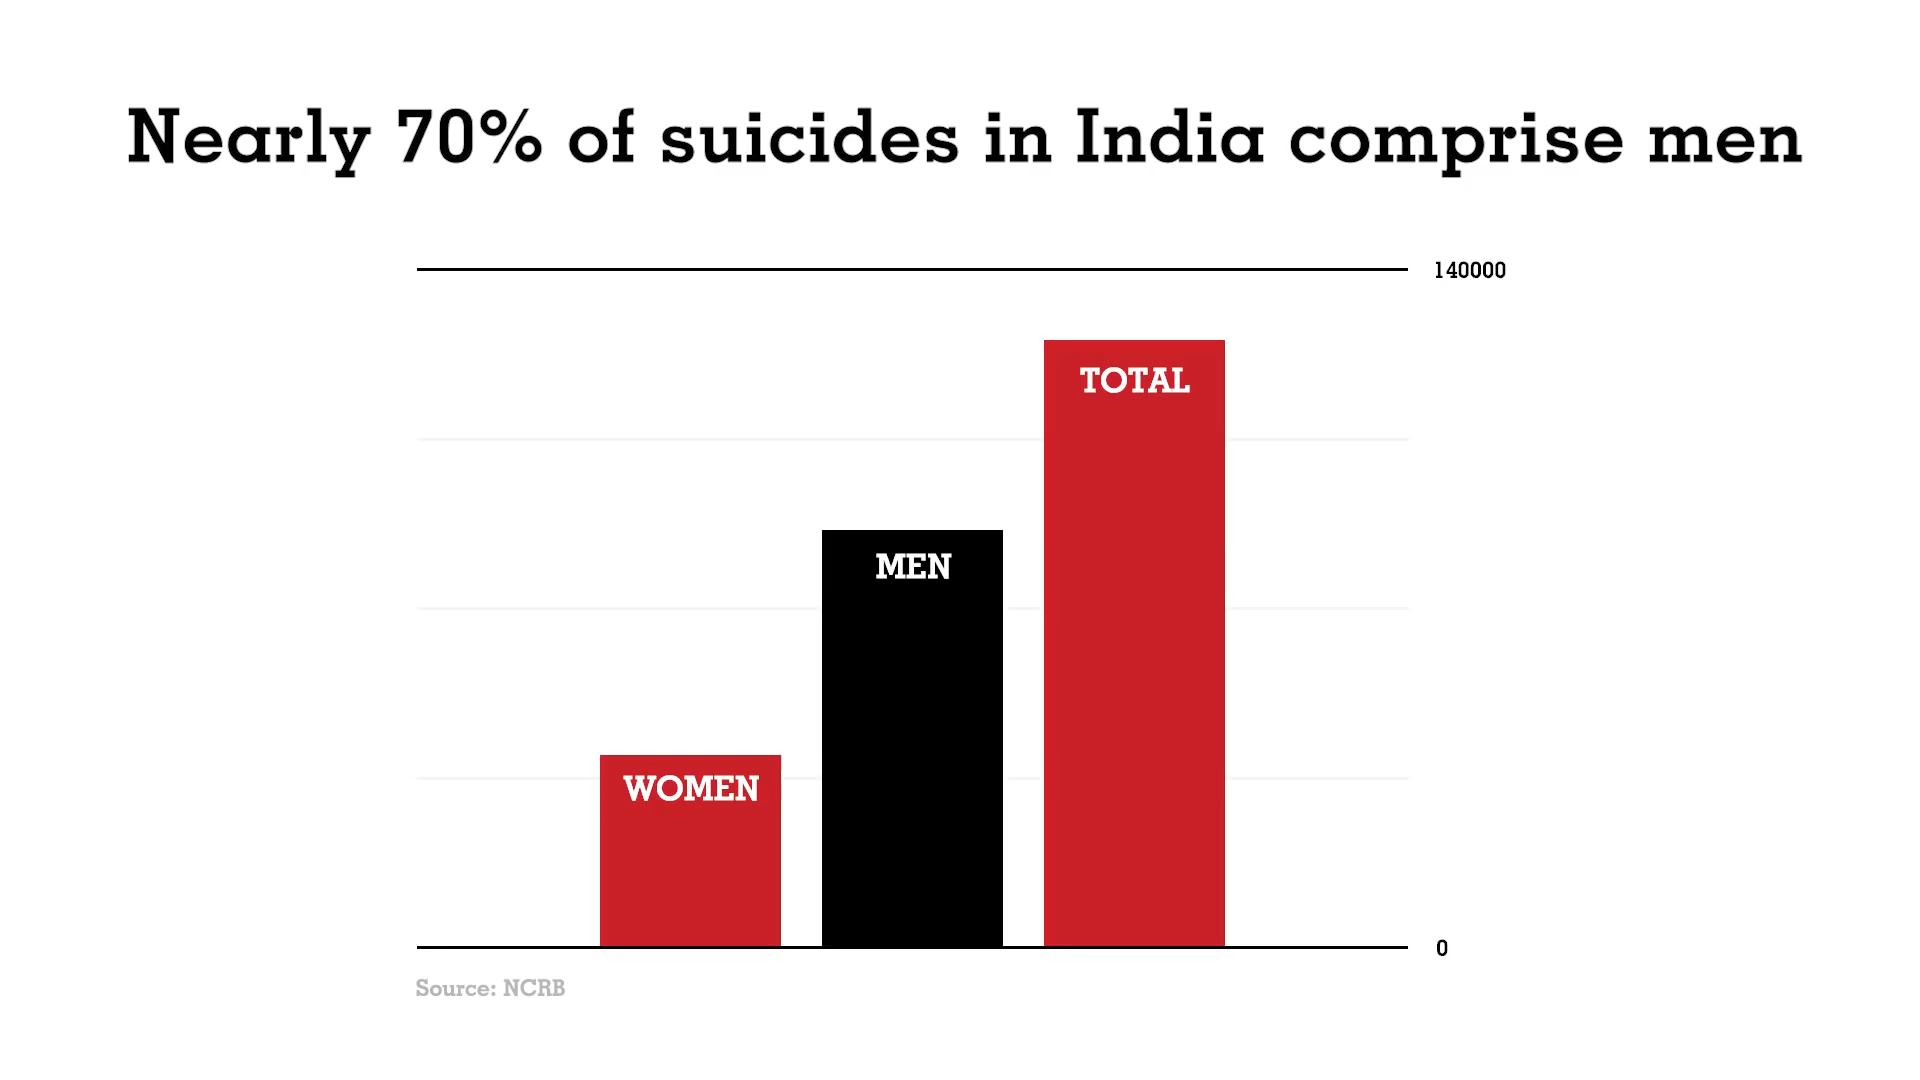 Nearly 70% of suicides in India comprise men
140000
TOTAL
MEN
WOMEN
0
Source: NCRB